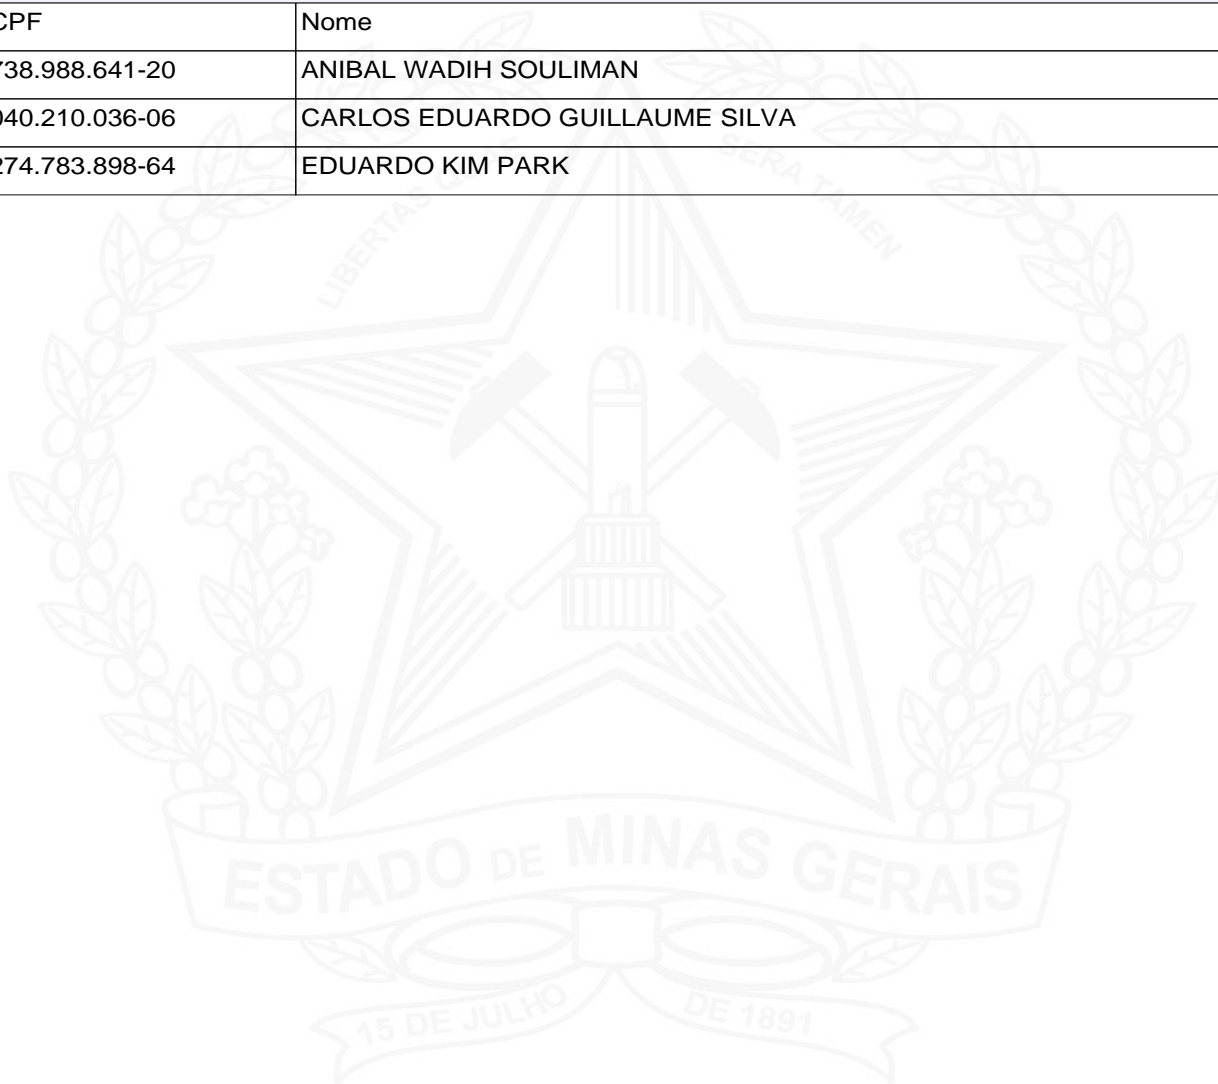 CPF Nome
738.988.641-20 ANIBAL WADIH SOULIMAN
040.210.036-06 CARLOS EDUARDO GUILLAUME SILVA
274.783.898-64 EDUARDO KIM PARK
LIBERTAS QUÆ SERA TAMEN
ESTADO DE MINAS GERAIS
15 DE JULHO DE 1891